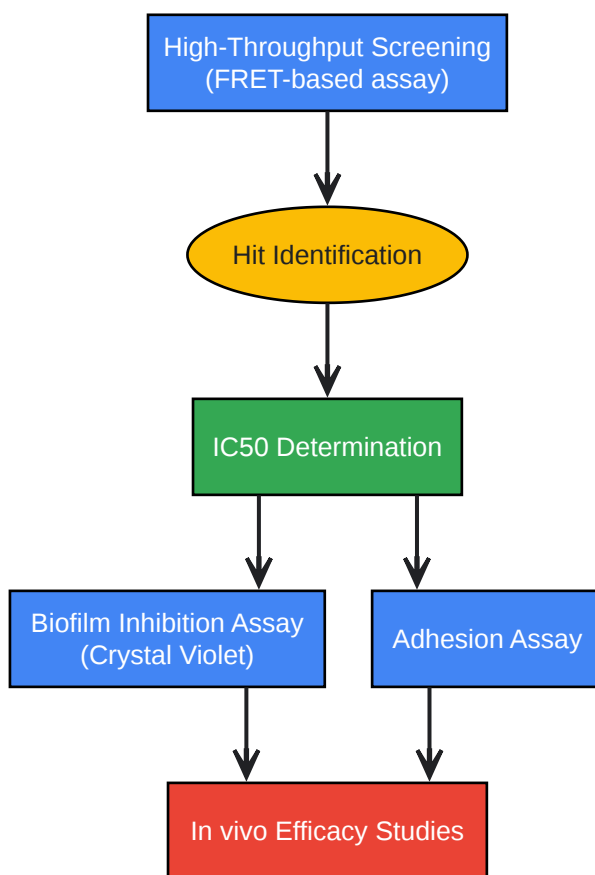 High-Throughput Screening
(FRET-based assay)
Hit Identification
IC50 Determination
Biofilm Inhibition Assay
(Crystal Violet)
Adhesion Assay
In vivo Efficacy Studies